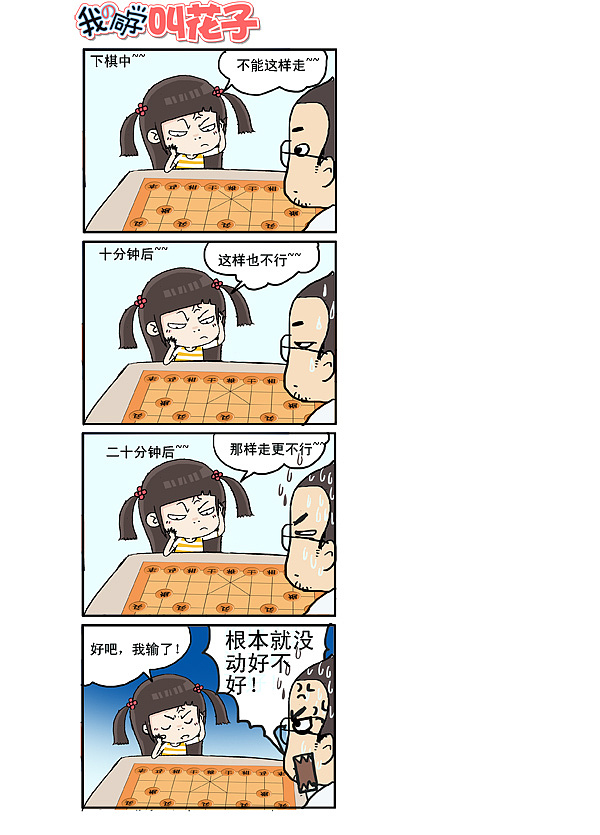 我的同学叫花子
下棋中~~
不能这样走~~
十分钟后~~
这样也不行~~
二十分钟后~~
那样走更不行~~
好吧，我输了！
根本就没
动好不
好！